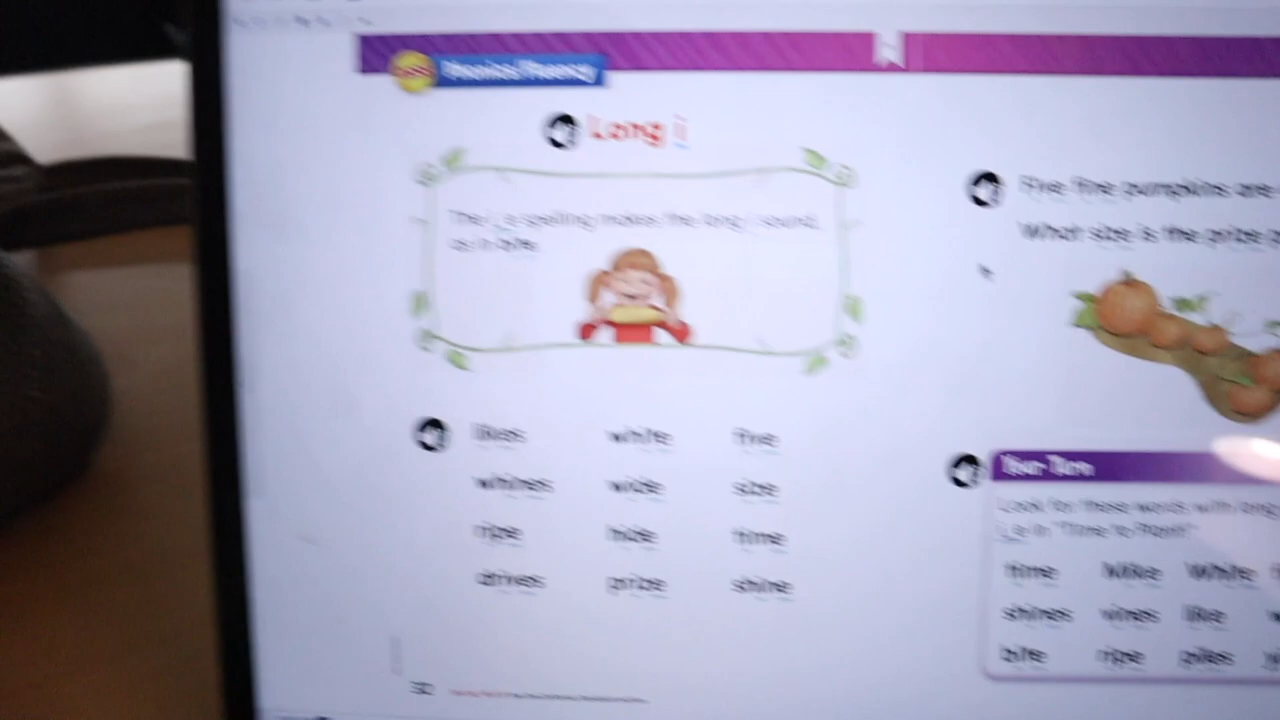 Phonics/Fluency
Long i
The i_e spelling makes the long i sound,
as in bite.
likes white five
whines wide size
ripe hide time
drives prize shine
Five fine pumpkins are
What size is the prize
Your Turn
Look for these words with long
i_e in "Time to Plant!"
time Mike White
shines vines like
bite ripe piles